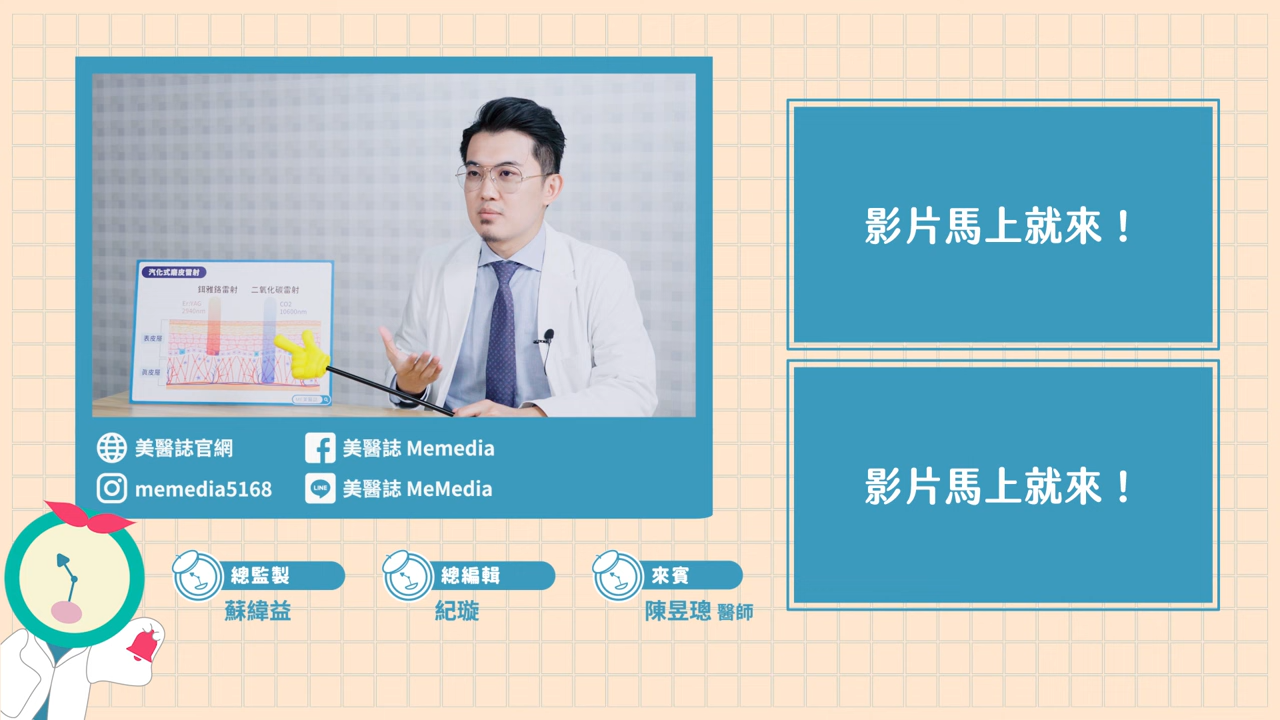 汽化式磨皮雷射
鉺雅鉻雷射
二氧化碳雷射
CO2
10600nm
表皮層
真皮層
美醫誌官網
美醫誌 Memedia
memedia5168
LINE
美醫誌 MeMedia
總監製
蘇緯益
總編輯
紀璇
來賓
陳昱璁 醫師
影片馬上就來！
影片馬上就來！